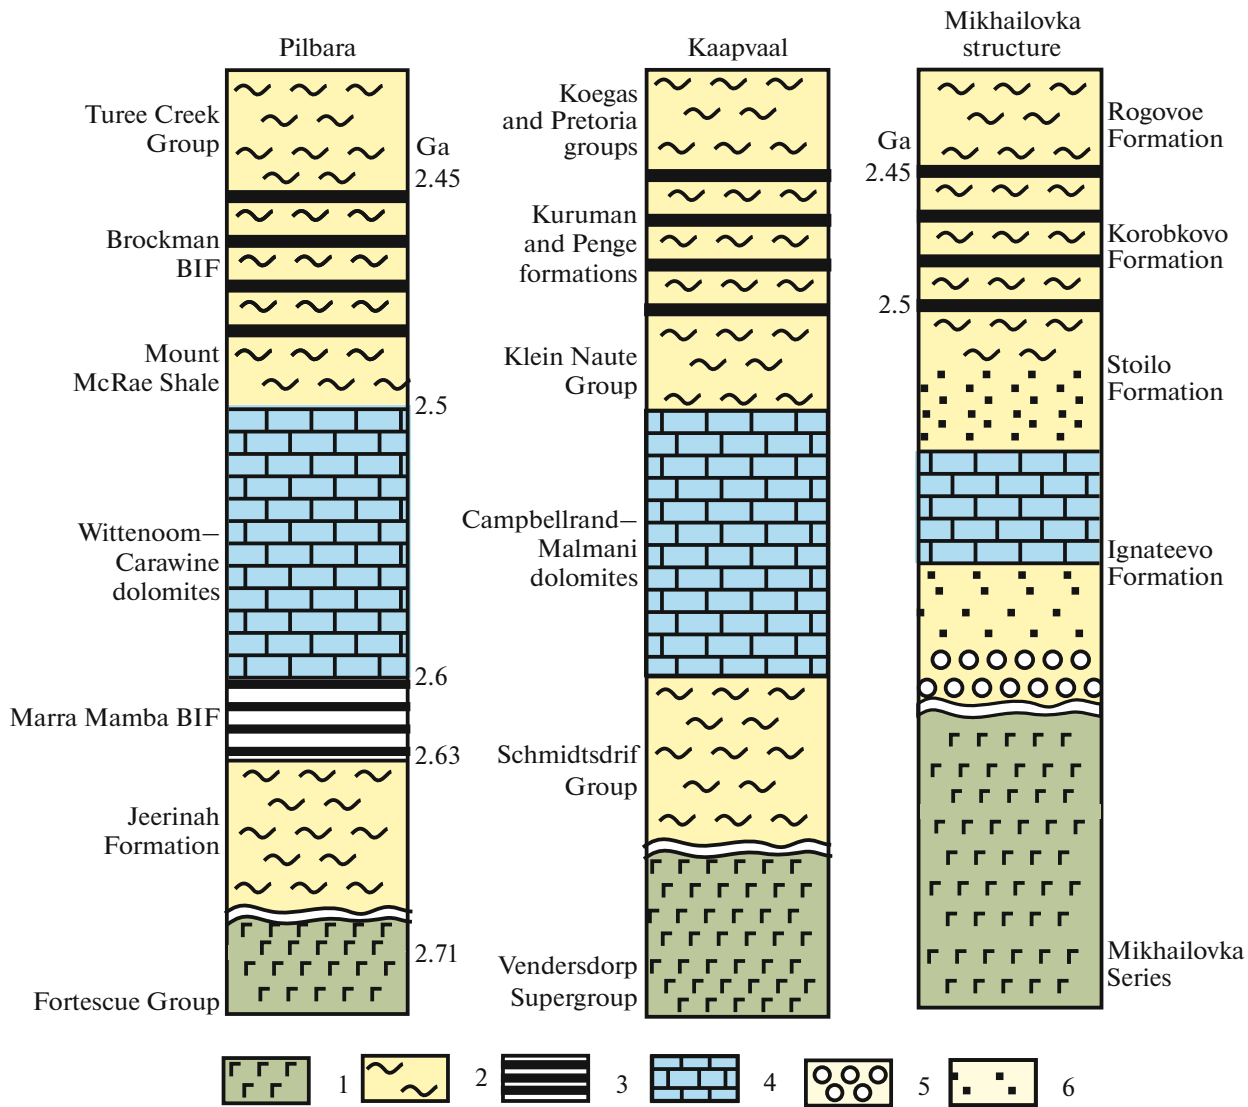 Pilbara
Turee Creek
Group
Ga
2.45
Brockman
BIF
Mount
McRae Shale
2.5
Wittenoom–
Carawine
dolomites
2.6
Marra Mamba BIF
2.63
Jeerinah
Formation
2.71
Fortescue Group
Kaapvaal
Koegas
and Pretoria
groups
Kuruman
and Penge
formations
Klein Naute
Group
Campbellrand–
Malmani
dolomites
Schmidtsdrif
Group
Vendersdorp
Supergroup
Mikhailovka
structure
Ga
2.45
2.5
Rogovoe
Formation
Korobkovo
Formation
Stoilo
Formation
Ignateevo
Formation
Mikhailovka
Series
1
2
3
4
5
6